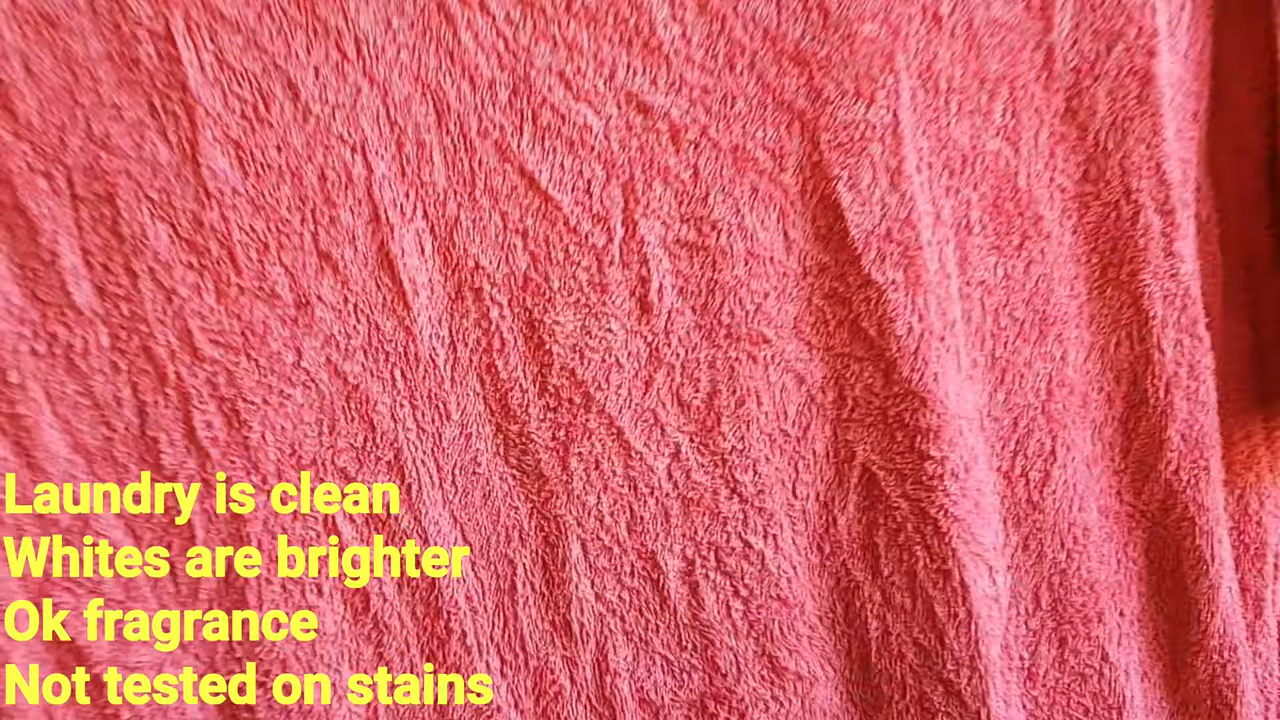 Laundry is clean
Whites are brighter
Ok fragrance
Not tested on stains